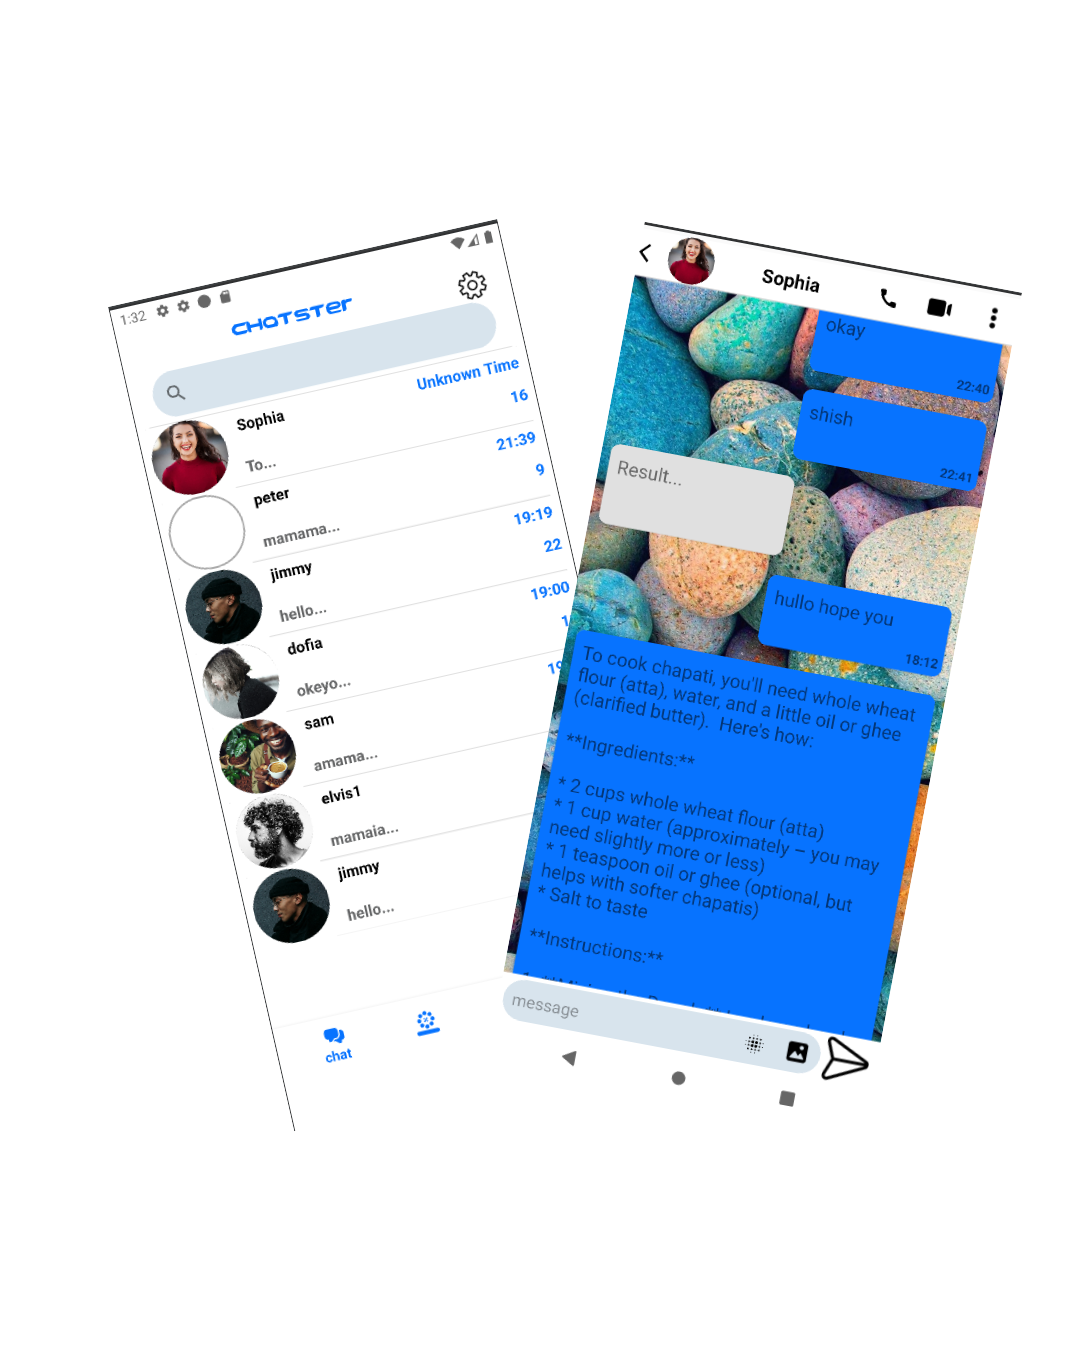 1:32
CHATSTER
Unknown Time
Sophia
16
To...
21:39
peter
9
mamama...
19:19
jimmy
22
hello...
19:00
dofia
1
okeyo...
19
sam
amama...
elvis1
mamaia...
jimmy
hello...
chat
Sophia
okay
22:40
shish
22:41
Result...
hullo hope you
18:12
To cook chapati, you'll need whole wheat
flour (atta), water, and a little oil or ghee
(clarified butter).  Here's how:
**Ingredients:**
* 2 cups whole wheat flour (atta)
* 1 cup water (approximately – you may
need slightly more or less)
* 1 teaspoon oil or ghee (optional, but
helps with softer chapatis)
* Salt to taste
**Instructions:**
message